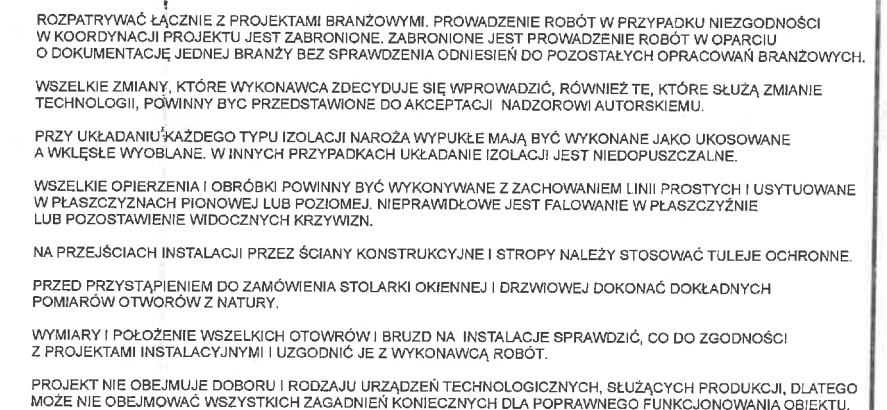 ROZPATRYWAĆ ŁĄCZNIE Z PROJEKTAMI BRANŻOWYMI. PROWADZENIE ROBÓT W PRZYPADKU NIEZGODNOŚCI
W KOORDYNACJI PROJEKTU JEST ZABRONIONE. ZABRONIONE JEST PROWADZENIE ROBÓT W OPARCIU
O DOKUMENTACJĘ JEDNEJ BRANŻY BEZ SPRAWDZENIA ODNIESIEŃ DO POZOSTAŁYCH OPRACOWAŃ BRANŻOWYCH.
WSZELKIE ZMIANY, KTÓRE WYKONAWCA ZDECYDUJE SIĘ WPROWADZIĆ, RÓWNIEŻ TE, KTÓRE SŁUŻĄ ZMIANIE
TECHNOLOGII, POWINNY BYC PRZEDSTAWIONE DO AKCEPTACJI NADZOROWI AUTORSKIEMU.
PRZY UKŁADANIU KAŻDEGO TYPU IZOLACJI NAROŻA WYPUKŁE MAJĄ BYĆ WYKONANE JAKO UKOSOWANE
A WKLĘSŁE WYOBLANE. W INNYCH PRZYPADKACH UKŁADANIE IZOLACJI JEST NIEDOPUSZCZALNE.
WSZELKIE OPIERZENIA I OBRÓBKI POWINNY BYĆ WYKONYWANE Z ZACHOWANIEM LINII PROSTYCH I USYTUOWANE
W PŁASZCZYZNACH PIONOWEJ LUB POZIOMEJ. NIEPRAWIDŁOWE JEST FALOWANIE W PŁASZCZYŹNIE
LUB POZOSTAWIENIE WIDOCZNYCH KRZYWIZN.
NA PRZEJŚCIACH INSTALACJI PRZEZ ŚCIANY KONSTRUKCYJNE I STROPY NALEŻY STOSOWAĆ TULEJE OCHRONNE.
PRZED PRZYSTĄPIENIEM DO ZAMÓWIENIA STOLARKI OKIENNEJ I DRZWIOWEJ DOKONAĆ DOKŁADNYCH
POMIARÓW OTWORÓW Z NATURY.
WYMIARY I POŁOŻENIE WSZELKICH OTOWRÓW I BRUZD NA INSTALACJE SPRAWDZIĆ, CO DO ZGODNOŚCI
Z PROJEKTAMI INSTALACYJNYMI I UZGODNIĆ JE Z WYKONAWCĄ ROBÓT.
PROJEKT NIE OBEJMUJE DOBORU I RODZAJU URZĄDZEŃ TECHNOLOGICZNYCH, SŁUŻĄCYCH PRODUKCJI, DLATEGO
MOŻE NIE OBEJMOWAĆ WSZYSTKICH ZAGADNIEŃ KONIECZNYCH DLA POPRAWNEGO FUNKCJONOWANIA OBIEKTU.